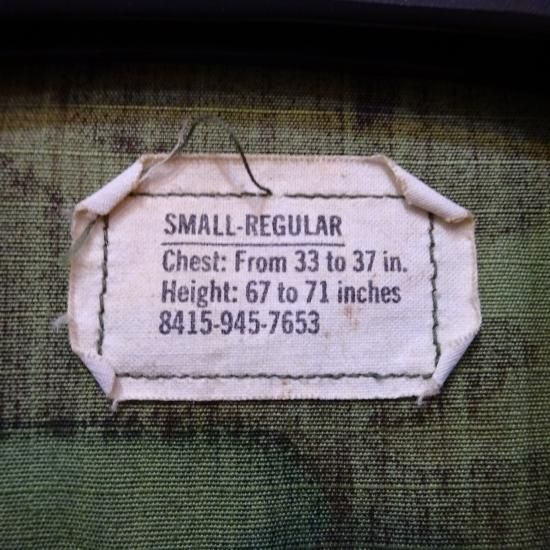 SMALL-REGULAR
Chest: From 33 to 37 in.
Height: 67 to 71 inches
8415-945-7653